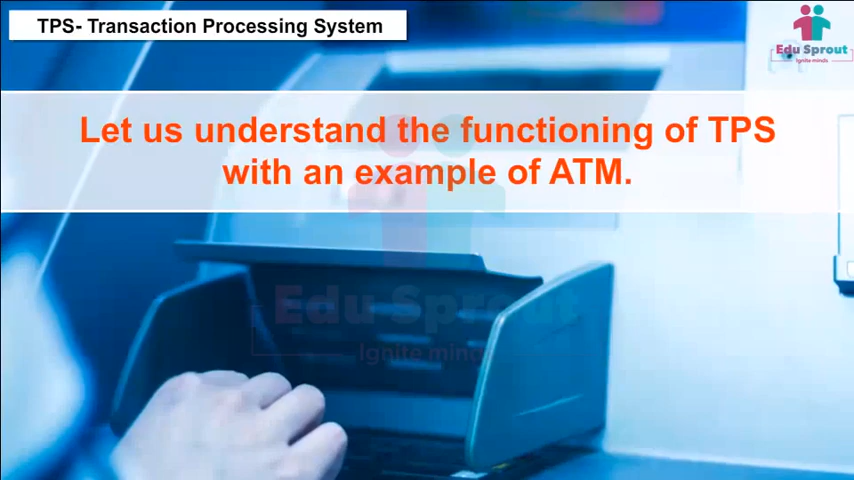 TPS- Transaction Processing System
Edu Sprout
Ignite minds
Let us understand the functioning of TPS
with an example of ATM.
Edu Sprout
Ignite minds